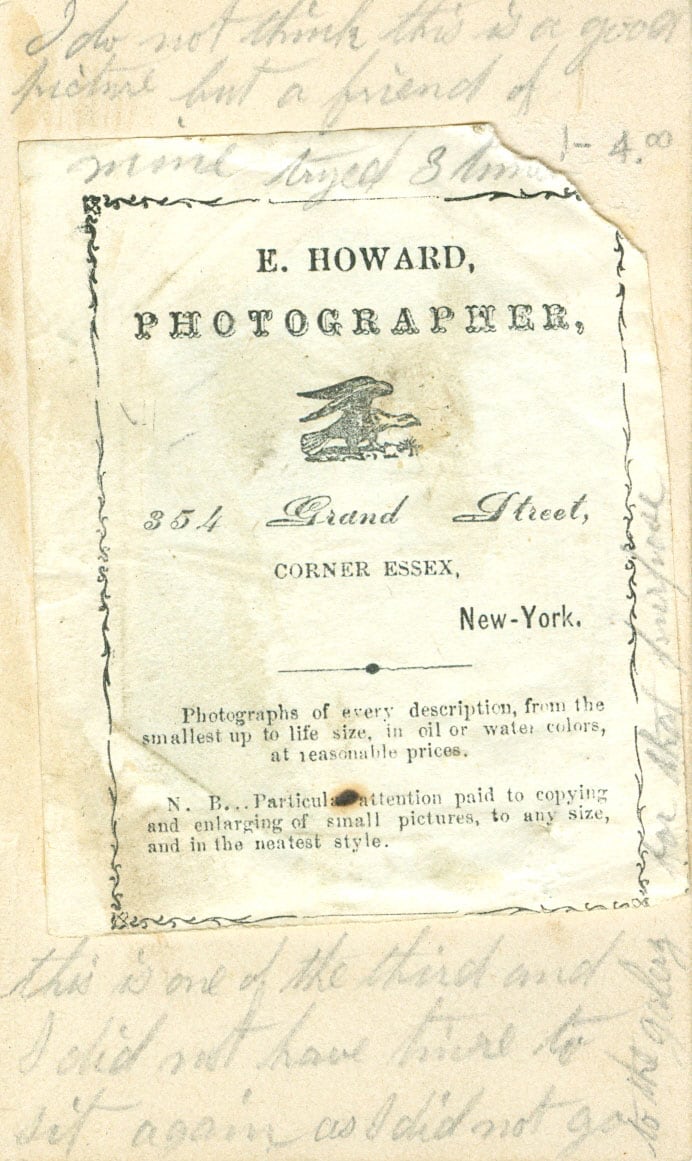 I do not think this is a good
picture but a friend of
mine tryed 3 times
1- 4.00
E. HOWARD,
PHOTOGRAPHER,
354 Grand Street,
CORNER ESSEX,
New-York.
Photographs of every description, from the
smallest up to life size, in oil or water colors,
at reasonable prices.
N. B... Particular attention paid to copying
and enlarging of small pictures, to any size,
and in the neatest style.
this is one of the third and
I did not have time to
sit again as I did not go
to the galery for that purpose